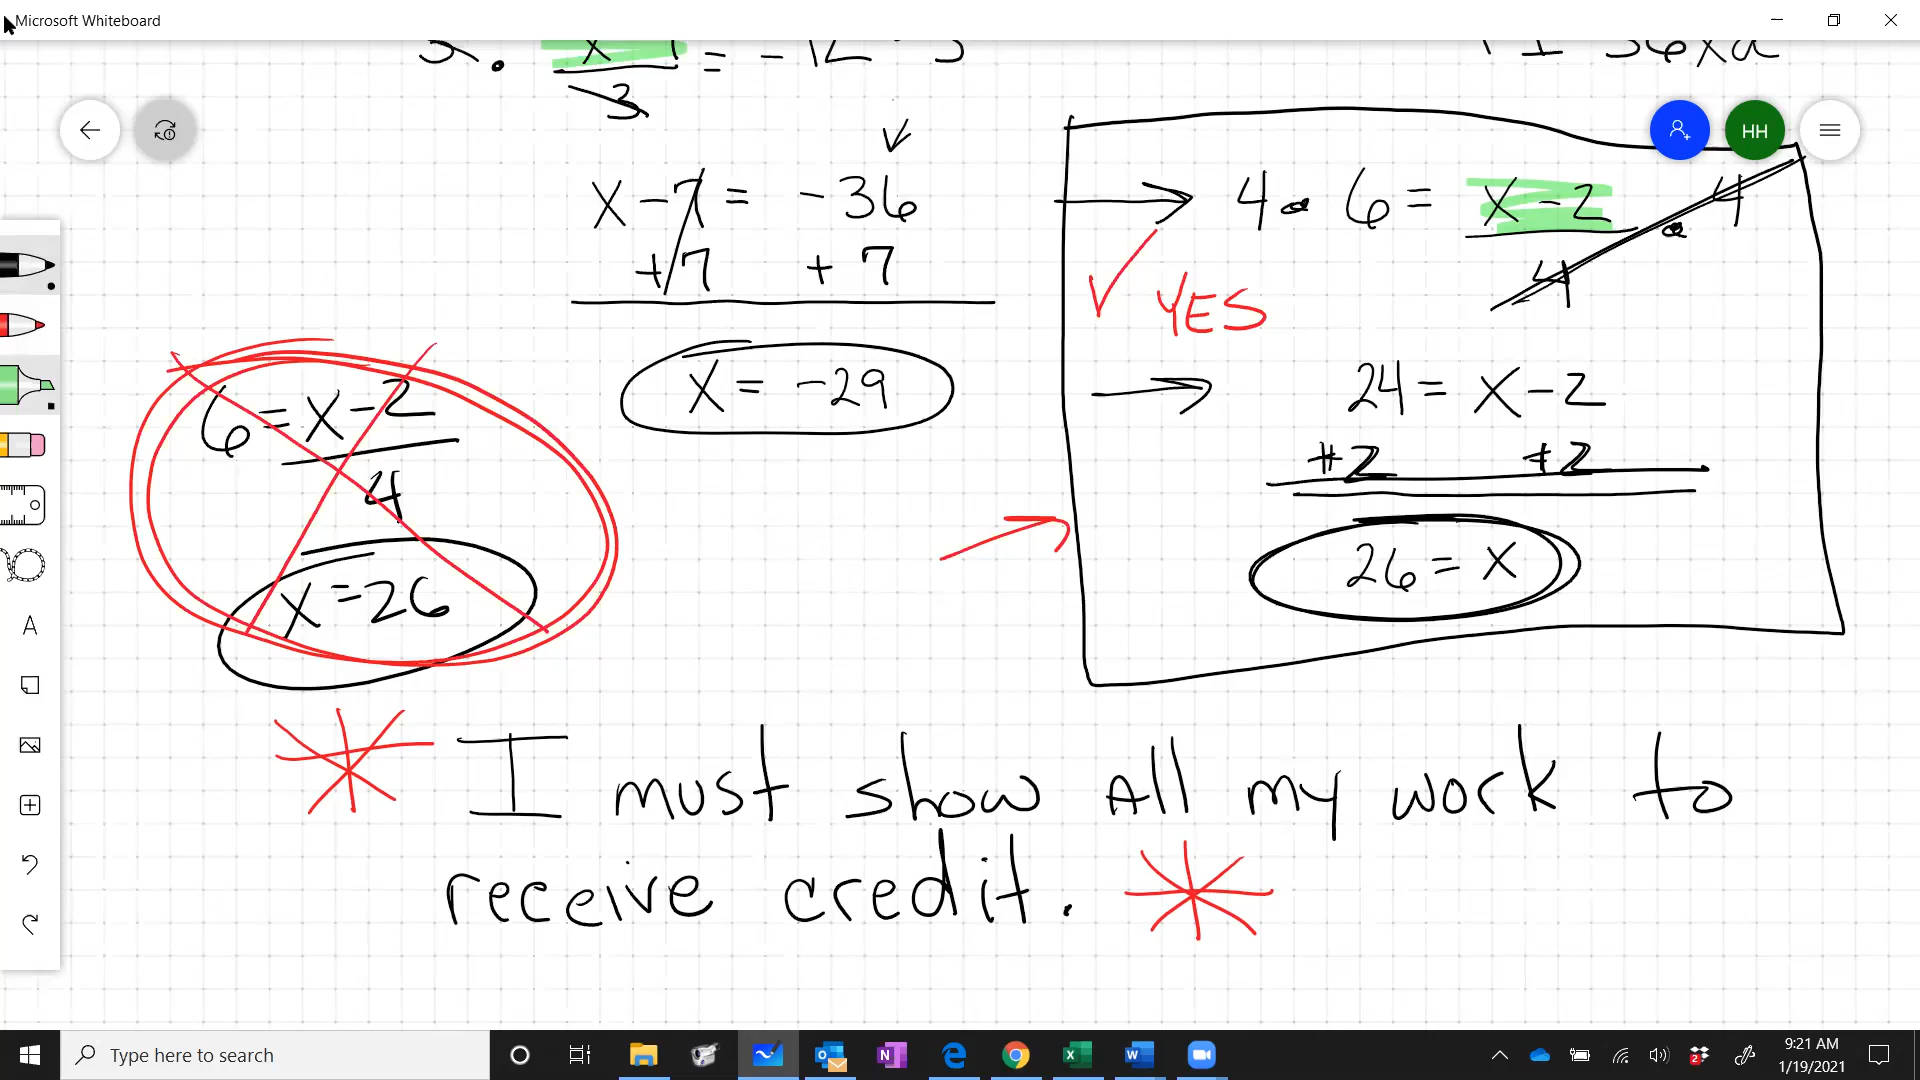 Microsoft Whiteboard
3
HH
x - 7 = -36
+7 + 7
x = -29
4 • 6 = x - 2 • 4
4
✓ YES
24 = x - 2
+2 +2
26 = x
6 = x - 2
4
x = 26
* I must show all my work to
receive credit. *
A
Type here to search
9:21 AM
1/19/2021